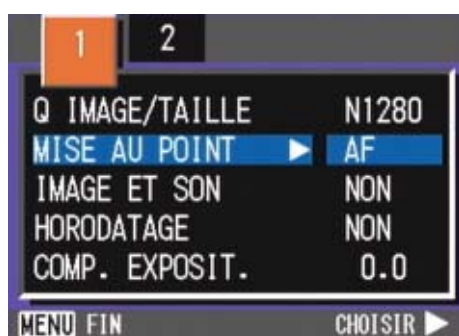 1 2
Q IMAGE/TAILLE N1280
MISE AU POINT ▶ AF
IMAGE ET SON NON
HORODATAGE NON
COMP. EXPOSIT. 0.0
MENU FIN CHOISIR ▶